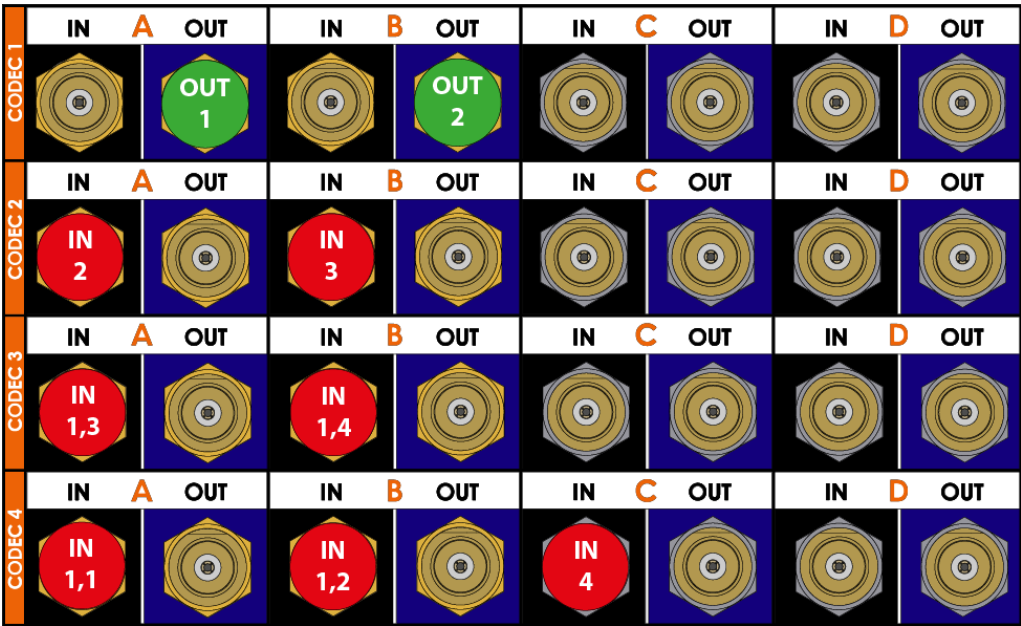 CODEC 1
IN A OUT IN B OUT IN C OUT IN D OUT
OUT
1
OUT
2
CODEC 2
IN A OUT IN B OUT IN C OUT IN D OUT
IN
2
IN
3
CODEC 3
IN A OUT IN B OUT IN C OUT IN D OUT
IN
1,3
IN
1,4
CODEC 4
IN A OUT IN B OUT IN C OUT IN D OUT
IN
1,1
IN
1,2
IN
4